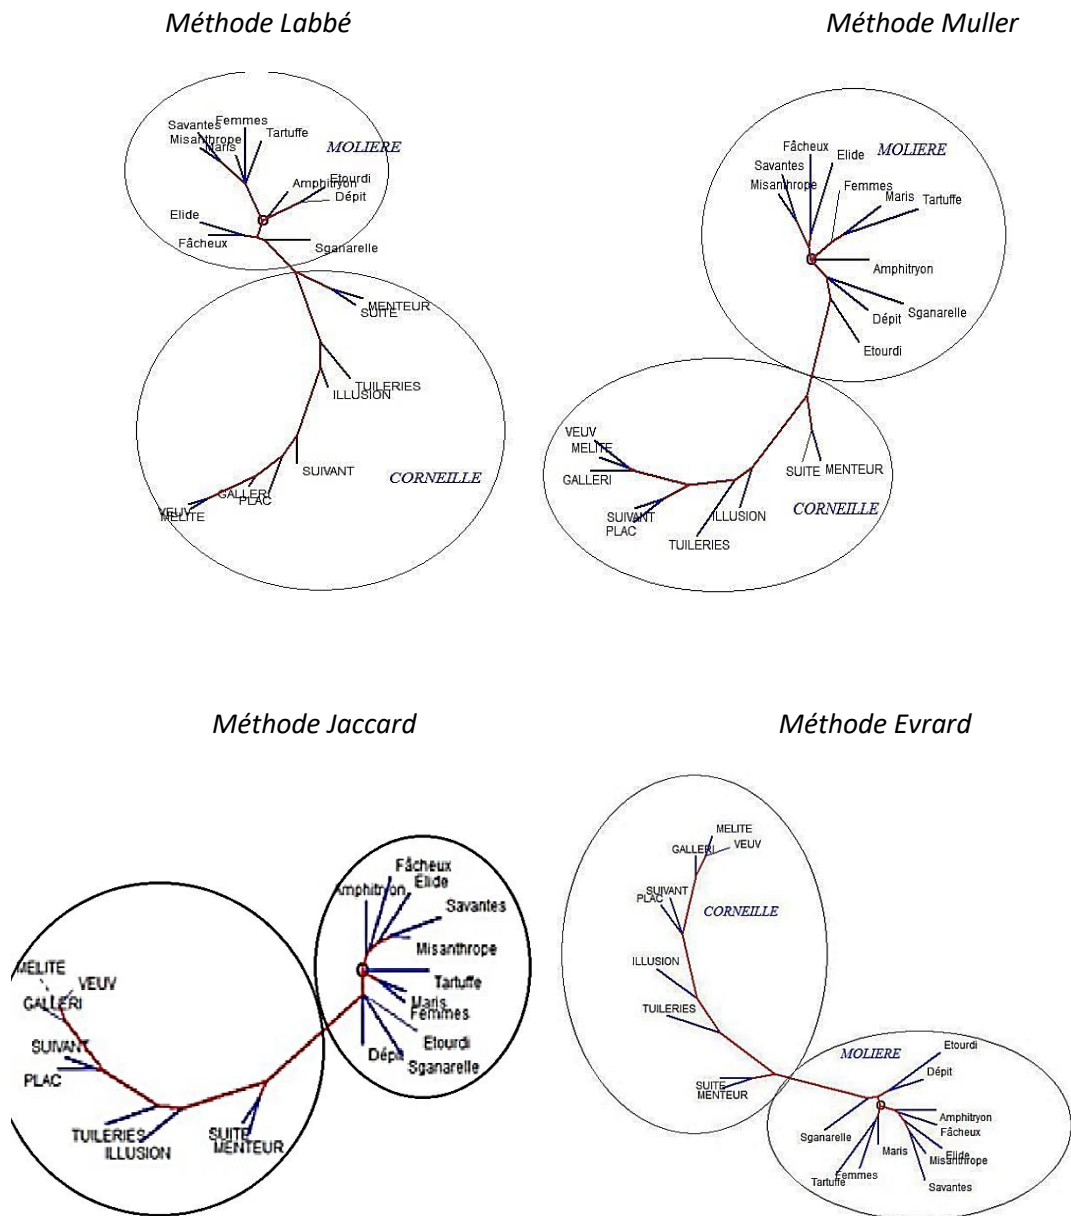 Méthode Labbé
Méthode Muller
Femmes
Savantes
Tartuffe
Misanthrope
Maris
MOLIERE
Etourdi
Amphitryon
Dépit
Elide
Fâcheux
Sganarelle
MENTEUR
SUITE
TUILERIES
ILLUSION
SUIVANT
CORNEILLE
GALLERI
PLAC
VEUV
MELITE
Fâcheux
MOLIERE
Elide
Savantes
Misanthrope
Femmes
Maris
Tartuffe
Amphitryon
Sganarelle
Dépit
Etourdi
VEUV
MELITE
GALLERI
SUITE
MENTEUR
SUIVANT
ILLUSION
CORNEILLE
PLAC
TUILERIES
Méthode Jaccard
Méthode Evrard
Fâcheux
Elide
Amphitryon
Savantes
Misanthrope
Tartuffe
Maris
Femmes
Etourdi
Dépit
Sganarelle
MELITE
VEUV
GALLERI
SUIVANT
PLAC
TUILERIES
ILLUSION
SUITE
MENTEUR
MELITE
VEUV
GALLERI
SUIVANT
PLAC
CORNEILLE
ILLUSION
TUILERIES
SUITE
MENTEUR
MOLIERE
Etourdi
Dépit
Amphitryon
Fâcheux
Sganarelle
Maris
Elide
Misanthrope
Femmes
Tartuffe
Savantes